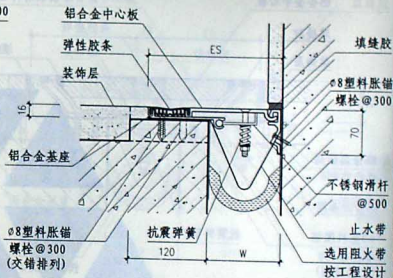 00
铝合金中心板
ES
弹性胶条
填缝胶
装饰层
ø8塑料胀锚
螺栓@300
16
70
铝合金基座
不锈钢滑杆
@500
ø8塑料胀锚
螺栓@300
(交错排列)
抗震弹簧
止水带
120
W
选用阻火带
按工程设计